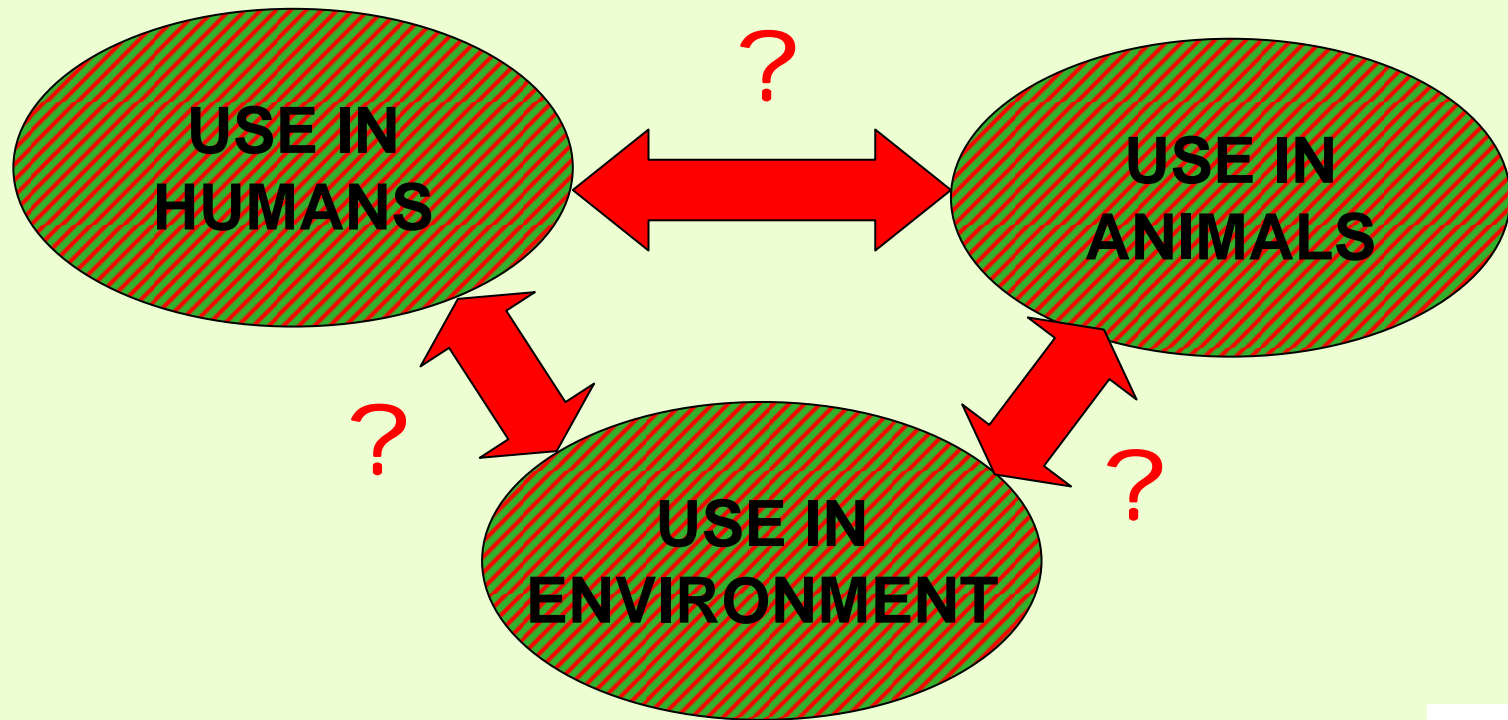 ?
USE IN
HUMANS
USE IN
ANIMALS
?
?
USE IN
ENVIRONMENT